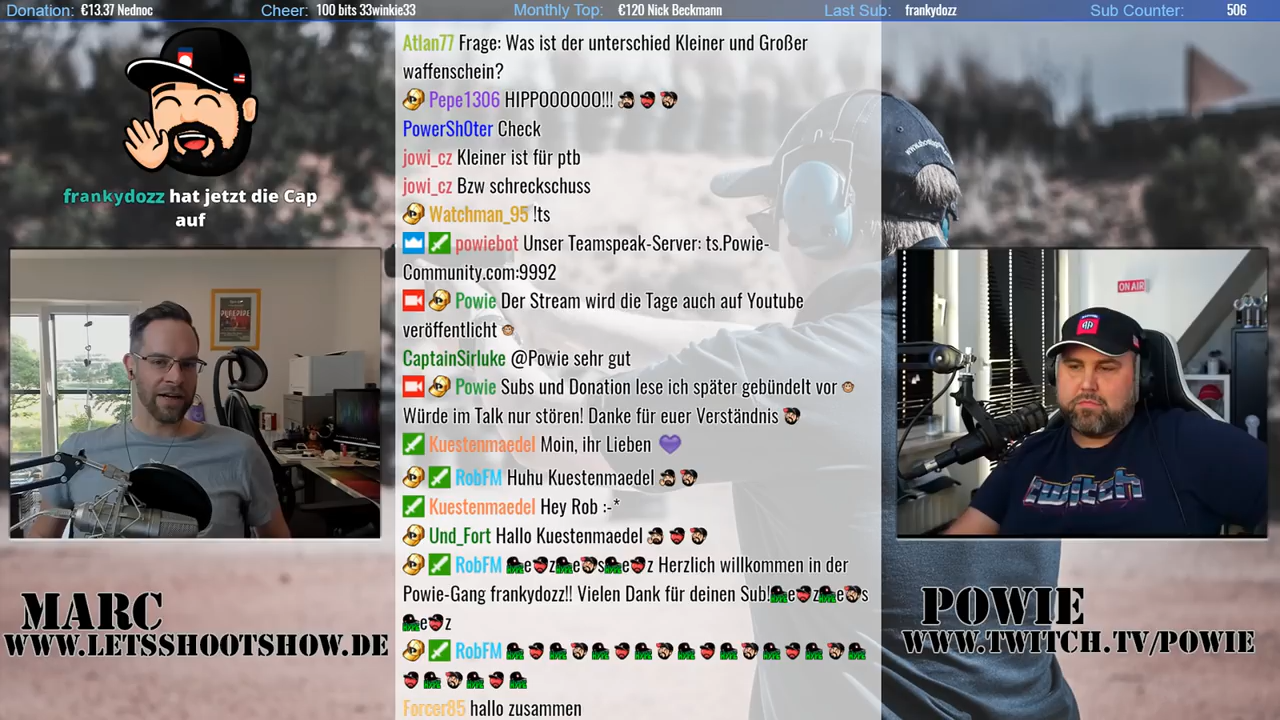 Donation: €13.37 Nednoc Cheer: 100 bits 33winkie33 Monthly Top: €120 Nick Beckmann Last Sub: frankydozz Sub Counter: 506
frankydozz hat jetzt die Cap
auf
Atlan77 Frage: Was ist der unterschied Kleiner und Großer
waffenschein?
Pepe1306 HIPPOOOOOO!!!
PowerSh0ter Check
jowi_cz Kleiner ist für ptb
jowi_cz Bzw schreckschuss
Watchman_95 !ts
powiebot Unser Teamspeak-Server: ts.Powie-
Community.com:9992
Powie Der Stream wird die Tage auch auf Youtube
veröffentlicht
CaptainSirluke @Powie sehr gut
Powie Subs und Donation lese ich später gebündelt vor
Würde im Talk nur stören! Danke für euer Verständnis
Kuestenmaedel Moin, ihr Lieben
RobFM Huhu Kuestenmaedel
Kuestenmaedel Hey Rob :-*
Und_Fort Hallo Kuestenmaedel
RobFM e z e s e z Herzlich willkommen in der
Powie-Gang frankydozz!! Vielen Dank für deinen Sub! e z e s
e z
RobFM
Forcer85 hallo zusammen
ON AIR
twitch
MARC
WWW.LETSSHOOTSHOW.DE
POWIE
WWW.TWITCH.TV/POWIE